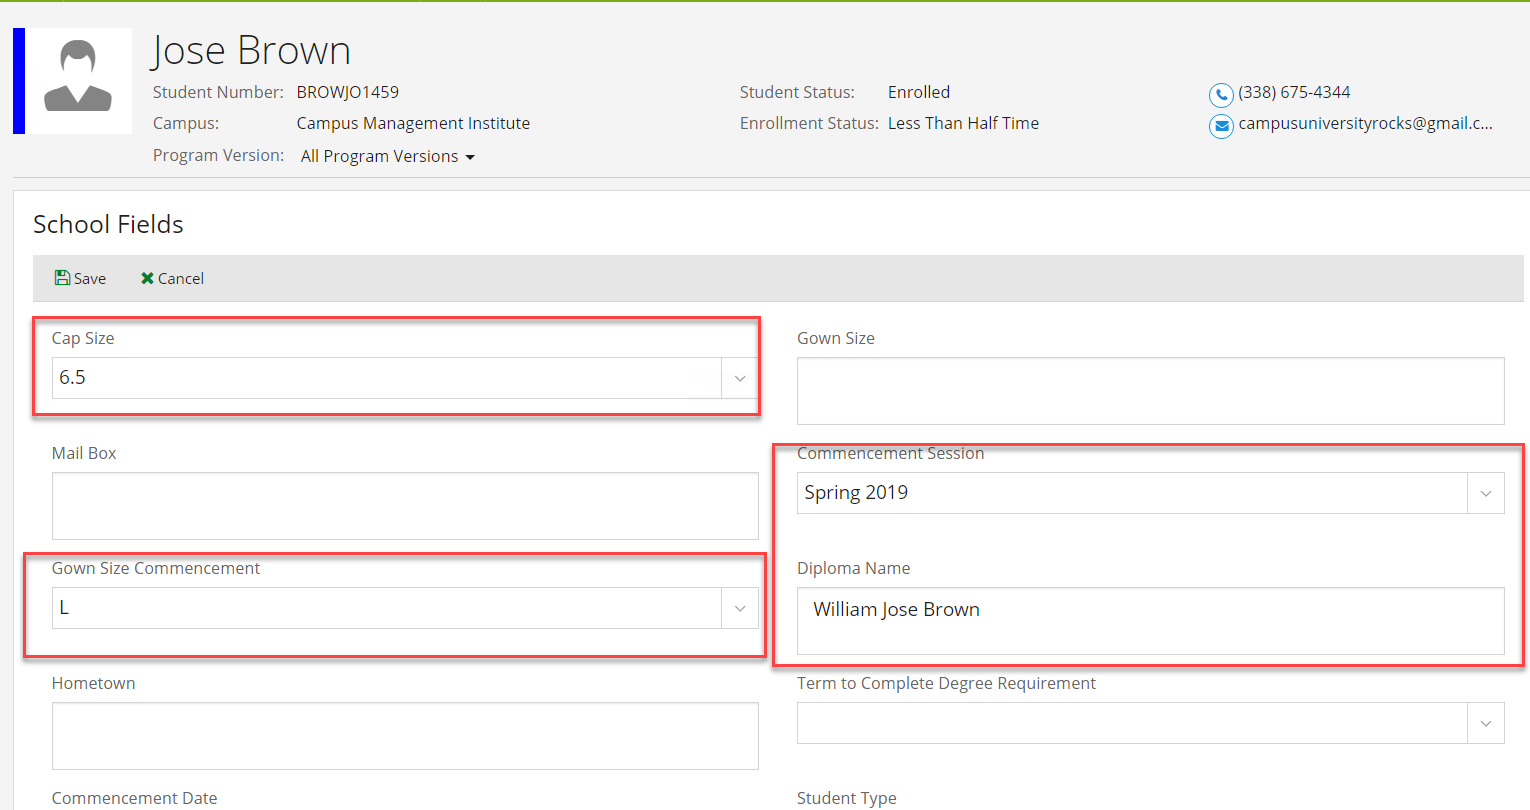 Jose Brown
Student Number: BROWJO1459
Student Status: Enrolled
(338) 675-4344
Campus: Campus Management Institute
Enrollment Status: Less Than Half Time
campusuniversityrocks@gmail.c...
Program Version: All Program Versions
School Fields
Save
Cancel
Cap Size
6.5
Gown Size
Mail Box
Commencement Session
Spring 2019
Gown Size Commencement
L
Diploma Name
William Jose Brown
Hometown
Term to Complete Degree Requirement
Commencement Date
Student Type